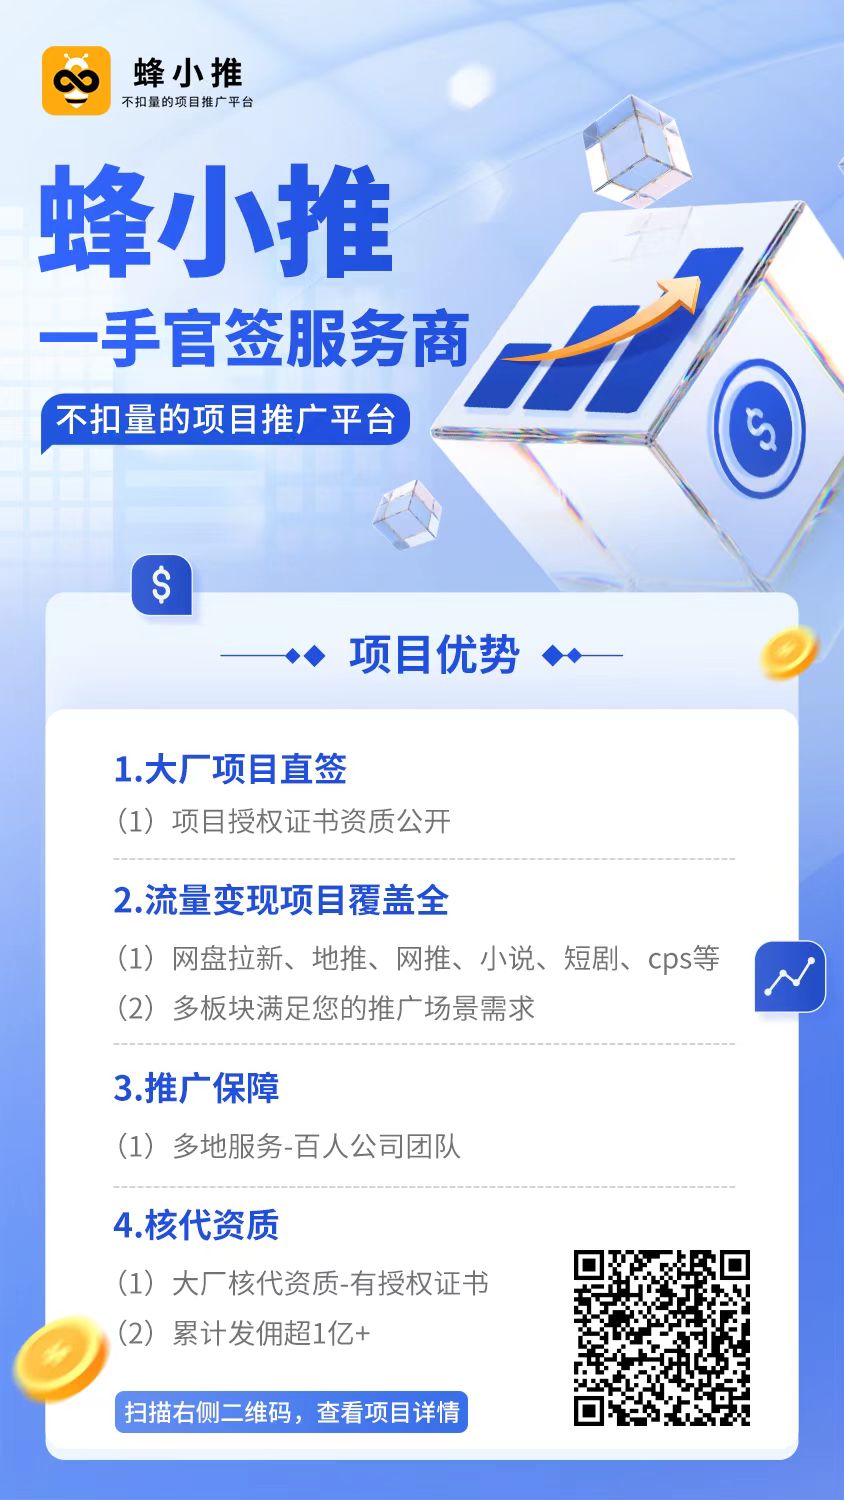 蜂小推
不扣量的项目推广平台
蜂小推
一手官签服务商
不扣量的项目推广平台
$
$
项目优势
1.大厂项目直签
（1）项目授权证书资质公开
2.流量变现项目覆盖全
（1）网盘拉新、地推、网推、小说、短剧、cps等
（2）多板块满足您的推广场景需求
3.推广保障
（1）多地服务-百人公司团队
4.核代资质
（1）大厂核代资质-有授权证书
（2）累计发佣超1亿+
扫描右侧二维码，查看项目详情